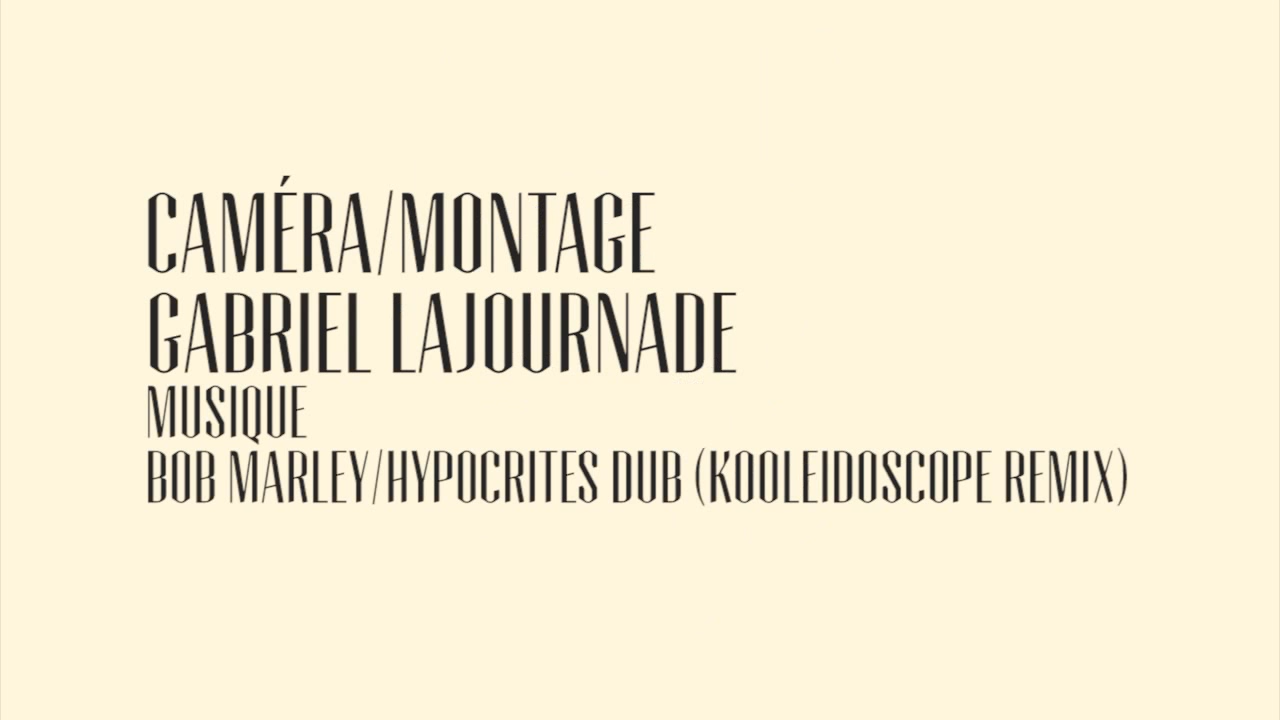 CAMÉRA/MONTAGE
GABRIEL LAJOURNADE
MUSIQUE
BOB MARLEY/HYPOCRITES DUB (KOOLEIDOSCOPE REMIX)